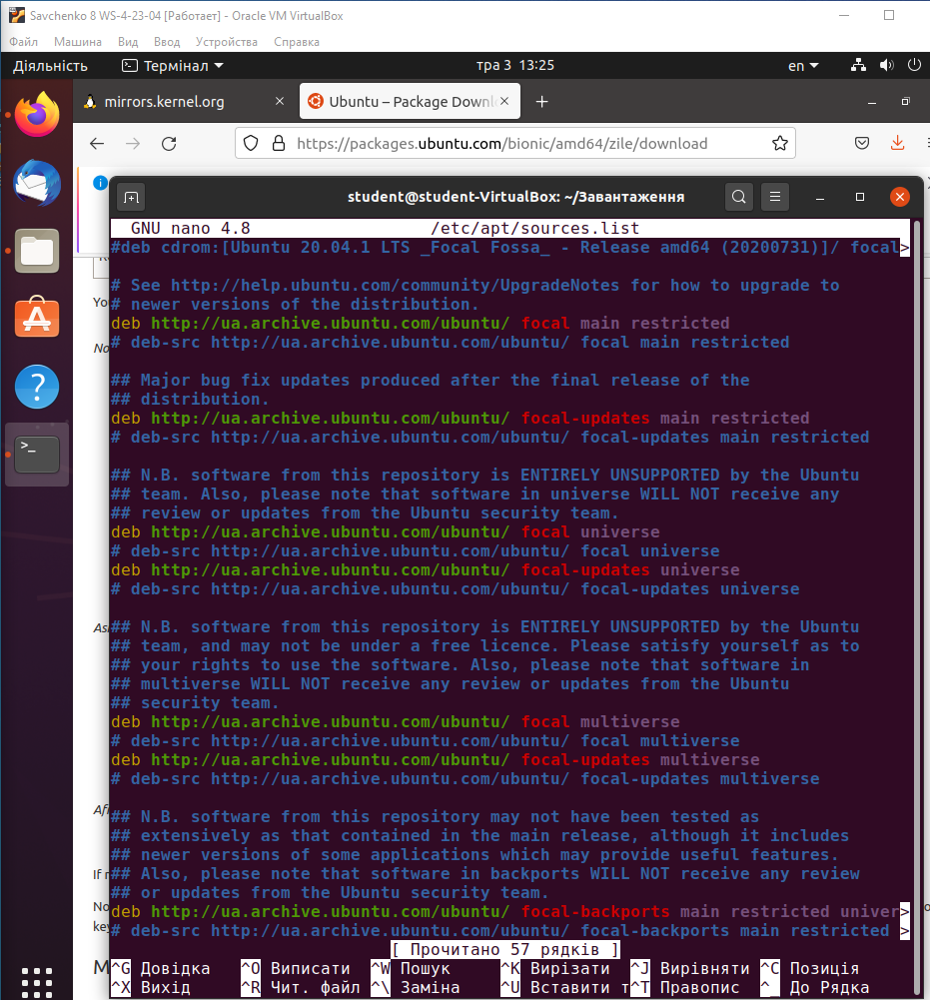 Savchenko 8 WS-4-23-04 [Работает] - Oracle VM VirtualBox
Файл Машина Вид Ввод Устройства Справка
Діяльність Термінал тра 3 13:25 en
mirrors.kernel.org Ubuntu – Package Downl
https://packages.ubuntu.com/bionic/amd64/zile/download
student@student-VirtualBox: ~/Завантаження
GNU nano 4.8 /etc/apt/sources.list
#deb cdrom:[Ubuntu 20.04.1 LTS _Focal Fossa_ - Release amd64 (20200731)]/ focal>
# See http://help.ubuntu.com/community/UpgradeNotes for how to upgrade to
# newer versions of the distribution.
deb http://ua.archive.ubuntu.com/ubuntu/ focal main restricted
# deb-src http://ua.archive.ubuntu.com/ubuntu/ focal main restricted
## Major bug fix updates produced after the final release of the
## distribution.
deb http://ua.archive.ubuntu.com/ubuntu/ focal-updates main restricted
# deb-src http://ua.archive.ubuntu.com/ubuntu/ focal-updates main restricted
## N.B. software from this repository is ENTIRELY UNSUPPORTED by the Ubuntu
## team. Also, please note that software in universe WILL NOT receive any
## review or updates from the Ubuntu security team.
deb http://ua.archive.ubuntu.com/ubuntu/ focal universe
# deb-src http://ua.archive.ubuntu.com/ubuntu/ focal universe
deb http://ua.archive.ubuntu.com/ubuntu/ focal-updates universe
# deb-src http://ua.archive.ubuntu.com/ubuntu/ focal-updates universe
## N.B. software from this repository is ENTIRELY UNSUPPORTED by the Ubuntu
## team, and may not be under a free licence. Please satisfy yourself as to
## your rights to use the software. Also, please note that software in
## multiverse WILL NOT receive any review or updates from the Ubuntu
## security team.
deb http://ua.archive.ubuntu.com/ubuntu/ focal multiverse
# deb-src http://ua.archive.ubuntu.com/ubuntu/ focal multiverse
deb http://ua.archive.ubuntu.com/ubuntu/ focal-updates multiverse
# deb-src http://ua.archive.ubuntu.com/ubuntu/ focal-updates multiverse
## N.B. software from this repository may not have been tested as
## extensively as that contained in the main release, although it includes
## newer versions of some applications which may provide useful features.
## Also, please note that software in backports WILL NOT receive any review
## or updates from the Ubuntu security team.
deb http://ua.archive.ubuntu.com/ubuntu/ focal-backports main restricted univer>
# deb-src http://ua.archive.ubuntu.com/ubuntu/ focal-backports main restricted >
[ Прочитано 57 рядків ]
^G Довідка ^O Виписати ^W Пошук ^K Вирізати ^J Вирівняти ^C Позиція
^X Вихід ^R Чит. файл ^\ Заміна ^U Вставити т ^T Правопис ^_ До Рядка